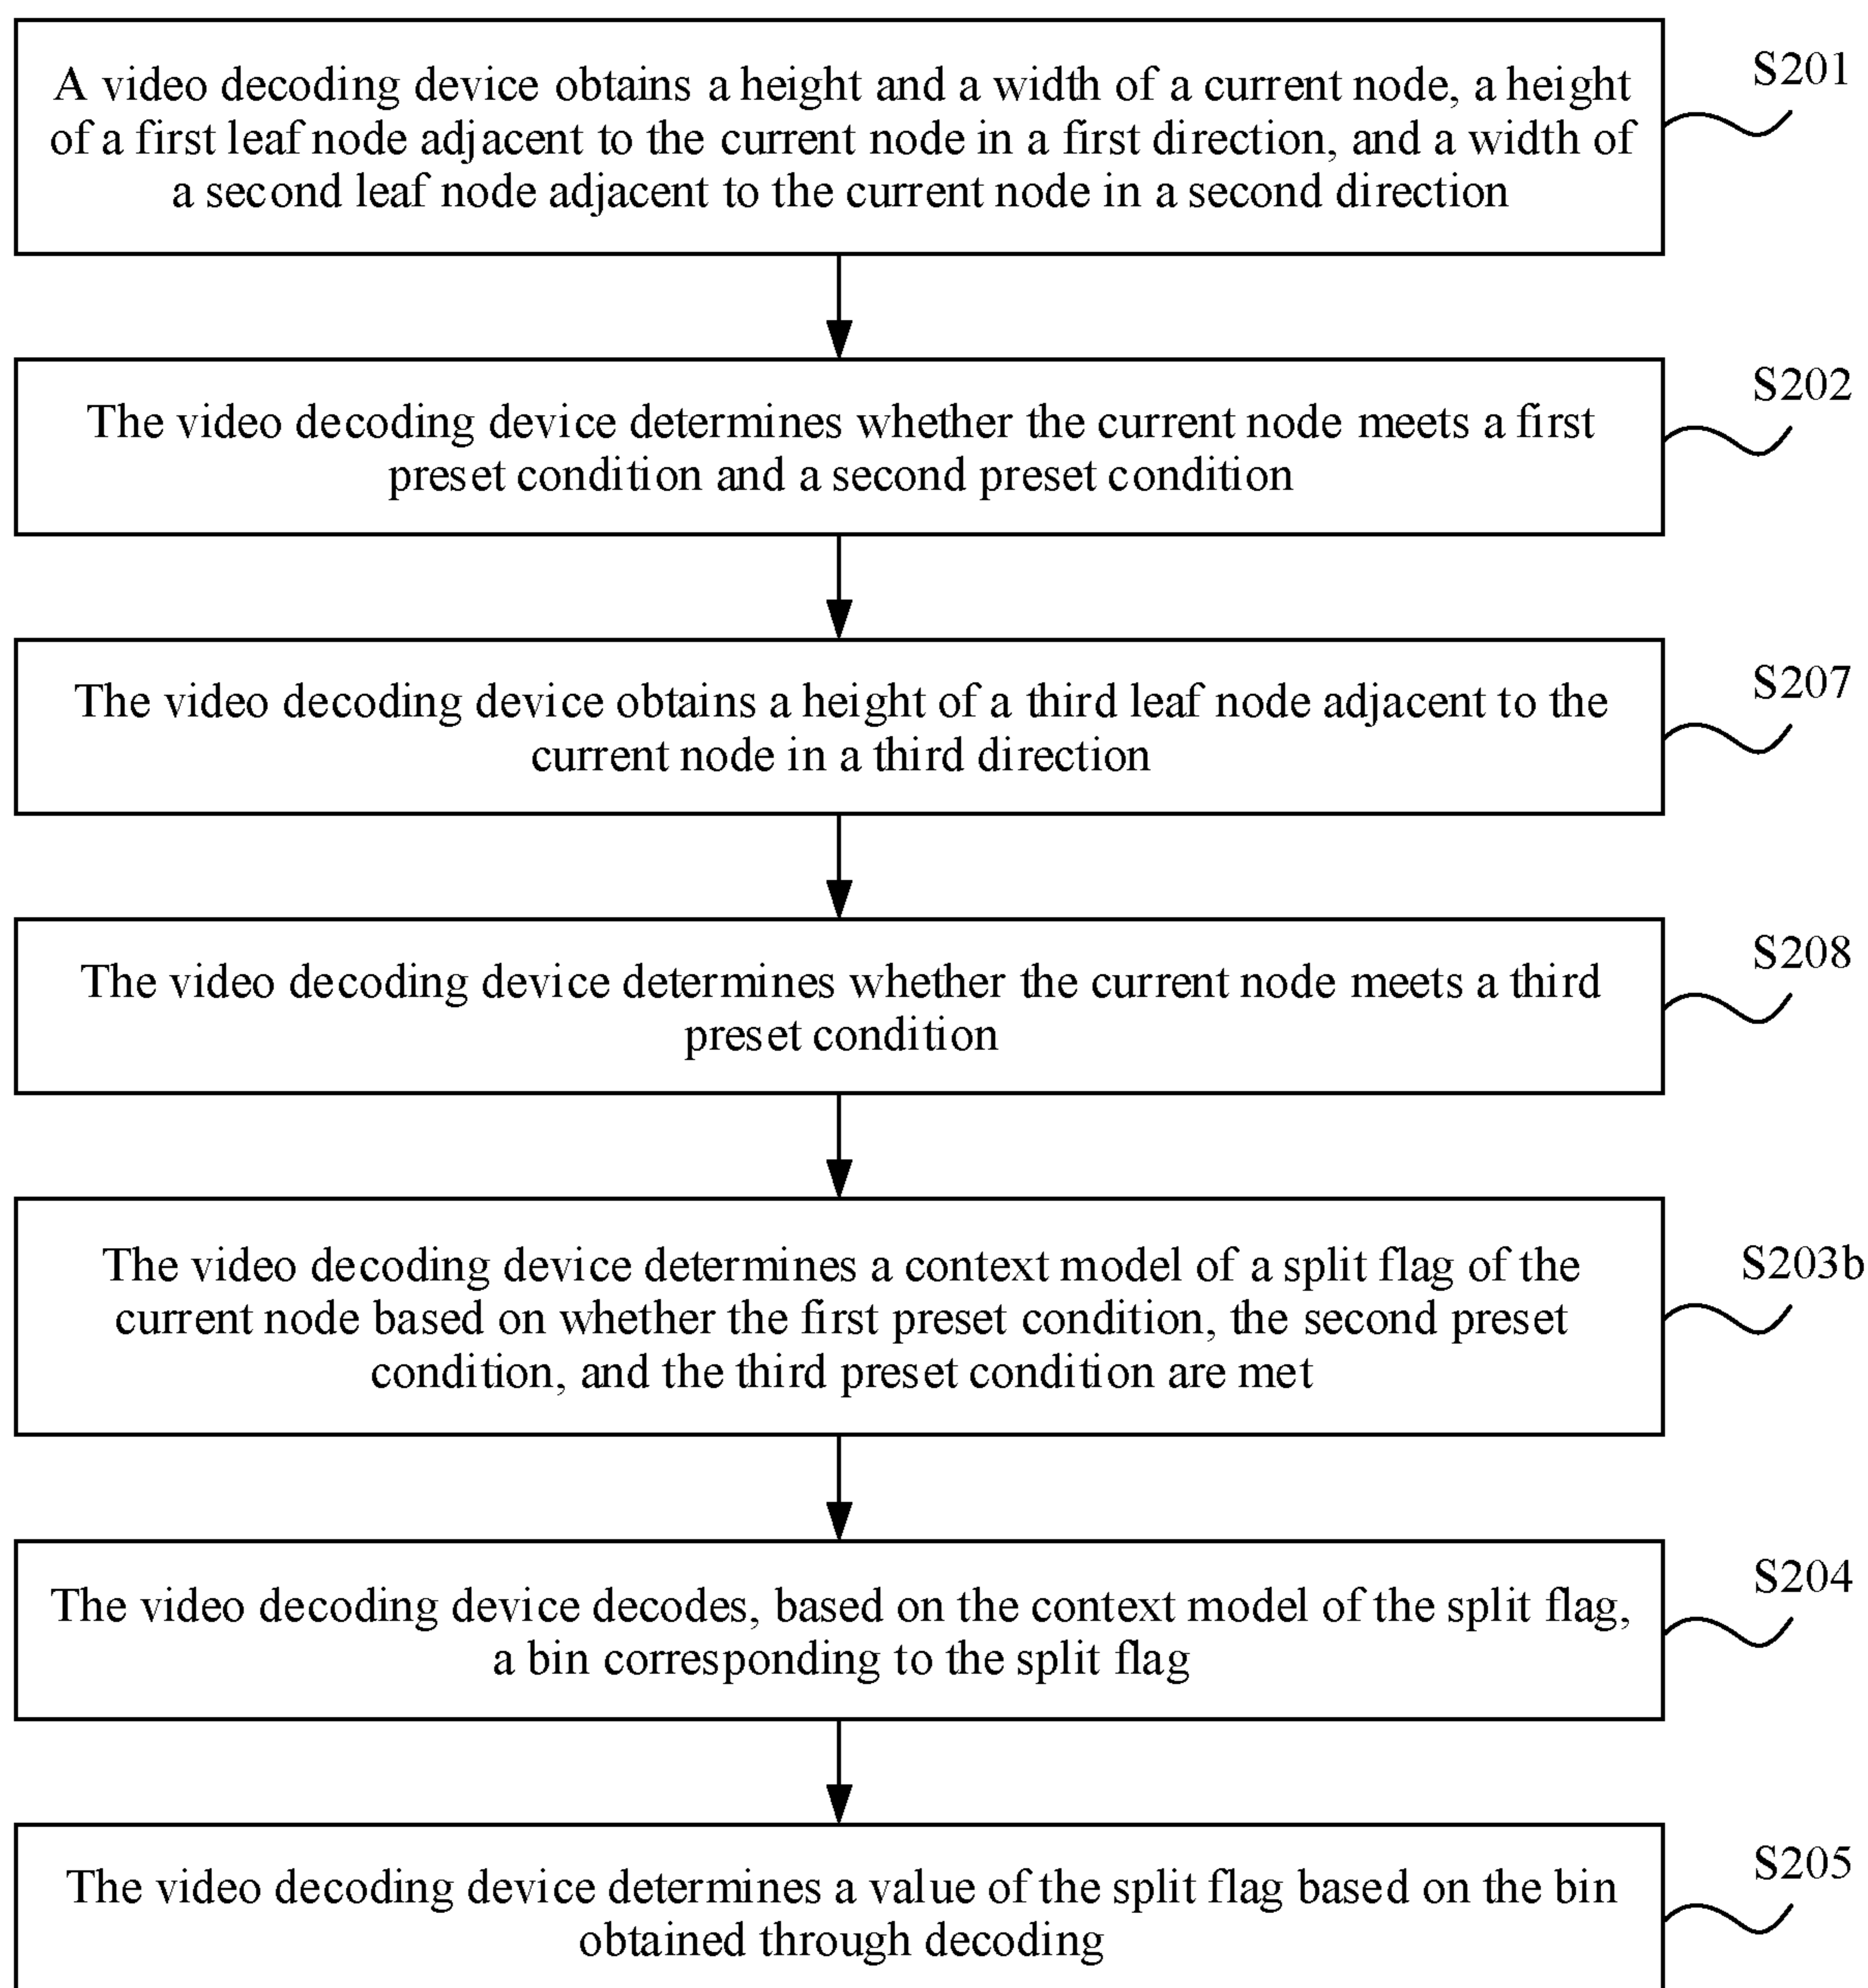 A video decoding device obtains a height and a width of a current node, a height
of a first leaf node adjacent to the current node in a first direction, and a width of
a second leaf node adjacent to the current node in a second direction
S201
The video decoding device determines whether the current node meets a first
preset condition and a second preset condition
S202
The video decoding device obtains a height of a third leaf node adjacent to the
current node in a third direction
S207
The video decoding device determines whether the current node meets a third
preset condition
S208
The video decoding device determines a context model of a split flag of the
current node based on whether the first preset condition, the second preset
condition, and the third preset condition are met
S203b
The video decoding device decodes, based on the context model of the split flag,
a bin corresponding to the split flag
S204
The video decoding device determines a value of the split flag based on the bin
obtained through decoding
S205